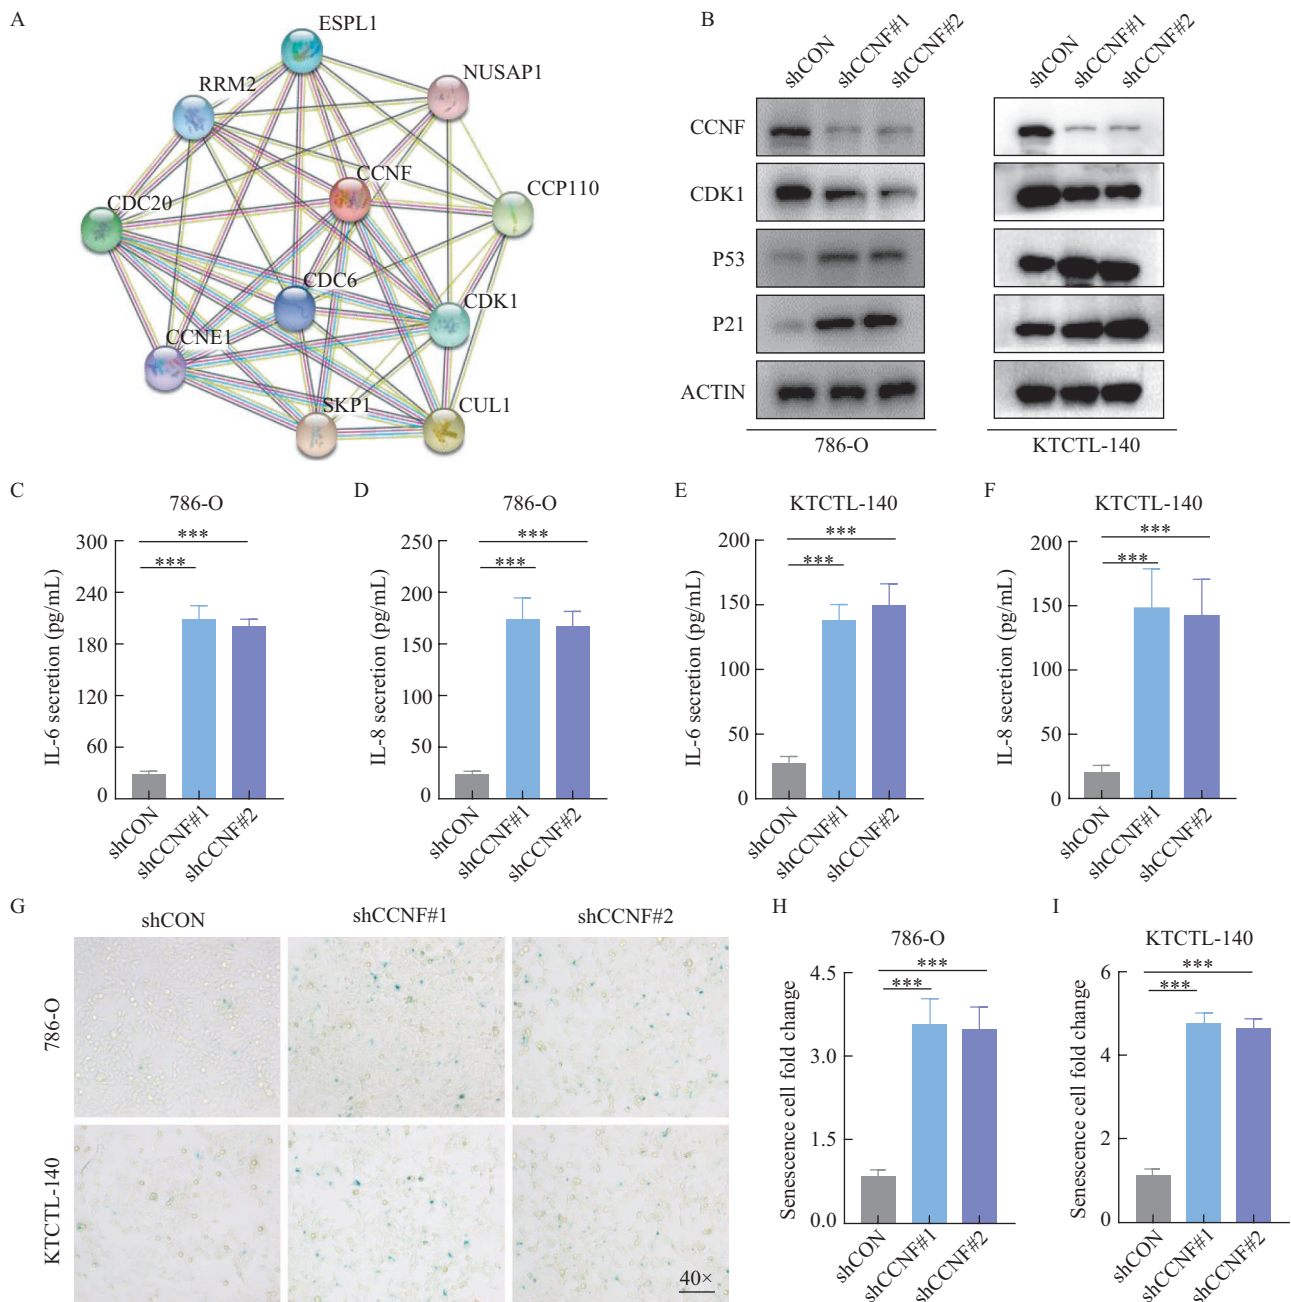 A
ESPL1
NUSAP1
RRM2
CCNF
CCP110
CDC20
CDC6
CDK1
CCNE1
SKP1
CUL1
B
shCON
shCCNF#1
shCCNF#2
shCON
shCCNF#1
shCCNF#2
CCNF
CDK1
P53
P21
ACTIN
786-O
KTCTL-140
C
786-O
***
***
IL-6 secretion (pg/mL)
300
240
180
120
60
0
shCON
shCCNF#1
shCCNF#2
D
786-O
***
***
IL-8 secretion (pg/mL)
250
200
150
100
50
0
shCON
shCCNF#1
shCCNF#2
E
KTCTL-140
***
***
IL-6 secretion (pg/mL)
200
150
100
50
0
shCON
shCCNF#1
shCCNF#2
F
KTCTL-140
***
***
IL-8 secretion (pg/mL)
200
150
100
50
0
shCON
shCCNF#1
shCCNF#2
G
shCON
shCCNF#1
shCCNF#2
786-O
KTCTL-140
40×
H
786-O
***
***
Senescence cell fold change
4.5
3.0
1.5
0.0
shCON
shCCNF#1
shCCNF#2
I
KTCTL-140
***
***
Senescence cell fold change
6
4
2
0
shCON
shCCNF#1
shCCNF#2